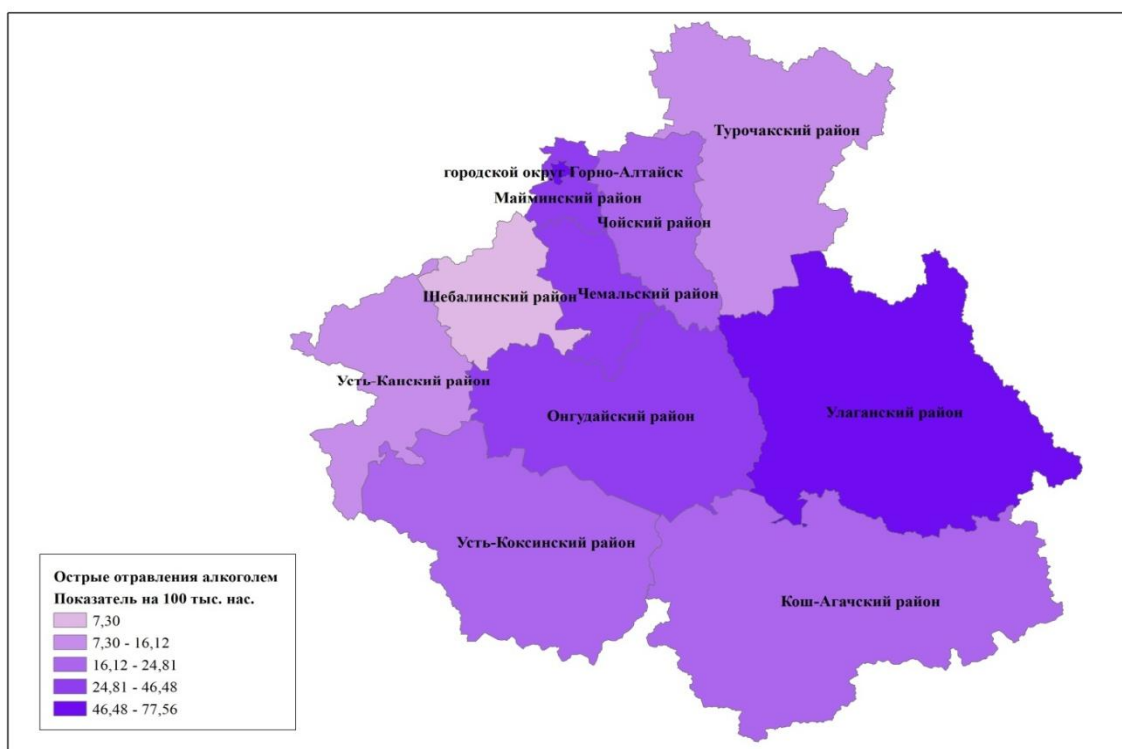 Турочакский район
городской округ Горно-Алтайск
Майминский район
Чойский район
Шебалинский район
Чемальский район
Усть-Канский район
Онгудайский район
Улаганский район
Усть-Коксинский район
Кош-Агачский район
Острые отравления алкоголем
Показатель на 100 тыс. нас.
7,30
7,30 - 16,12
16,12 - 24,81
24,81 - 46,48
46,48 - 77,56